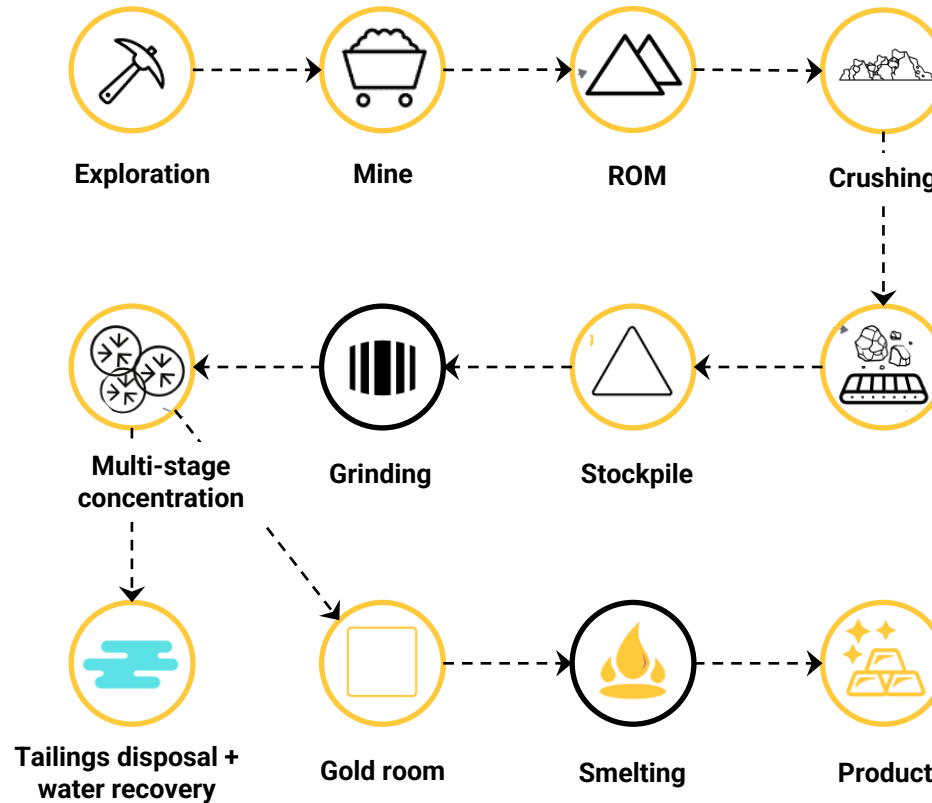 Exploration
Mine
ROM
Crushing
Multi-stage
concentration
Grinding
Stockpile
Tailings disposal +
water recovery
Gold room
Smelting
Product